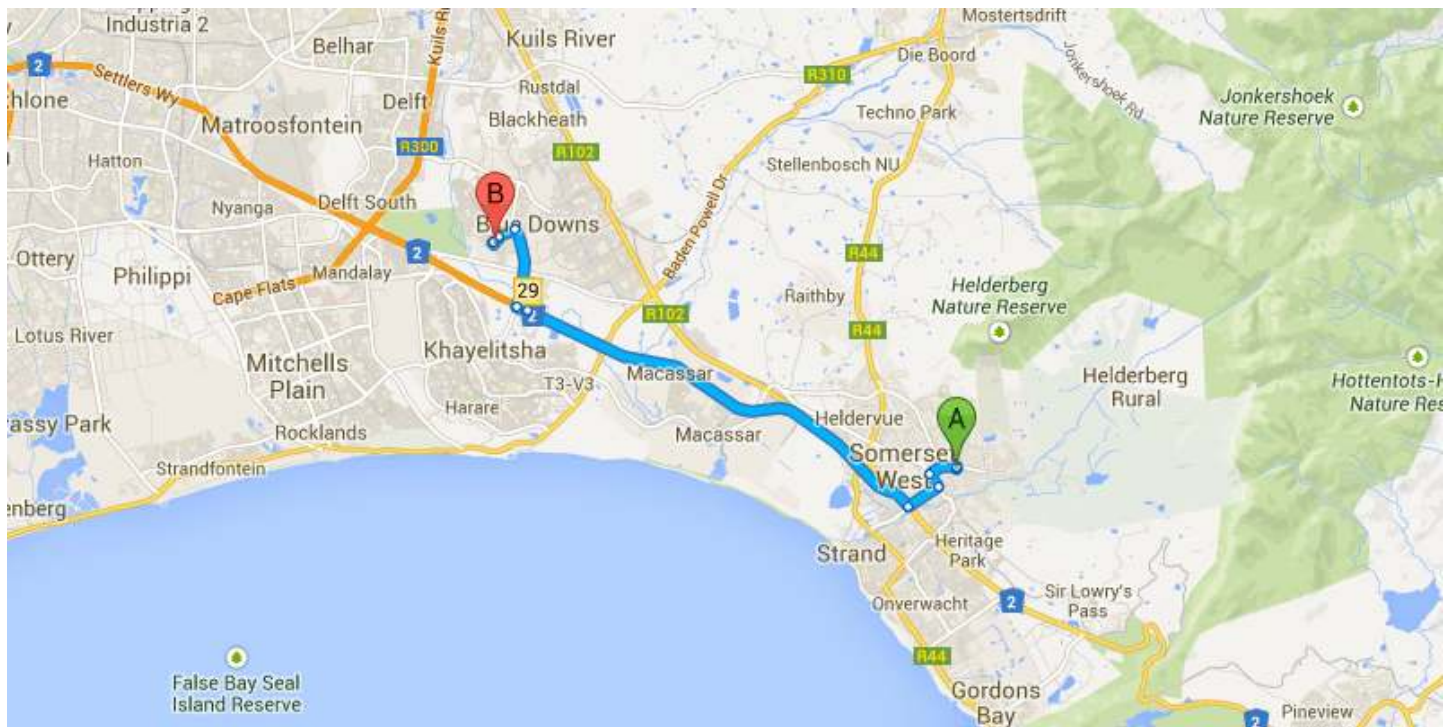 Industria 2
Kuils River
Mostertsdrift
Belhar
Kuils Ri
2
Settlers Wy
Die Boord
R310
Jonkershoek Rd
Jonkershoek
Nature Reserve
hlone
Rustdal
Delft
Techno Park
Matroosfontein
Blackheath
R300
R102
Hatton
Stellenbosch NU
B
Nyanga
Delft South
Blue Downs
Baden Powell Dr
Ottery
Philippi
Mandalay
2
R44
Cape Flats
29
Raithby
Helderberg
Nature Reserve
Lotus River
2
R102
R44
Khayelitsha
Mitchells
Plain
T3-V3
Macassar
Helderberg
Rural
Hottentots-H
Nature Res
Harare
Heldervue
A
assy Park
Rocklands
Macassar
Somerset
West
Strandfontein
enberg
Strand
Heritage
Park
Onverwacht
2
Sir Lowry's
Pass
R44
False Bay Seal
Island Reserve
Gordons
Bay
2
Pineview